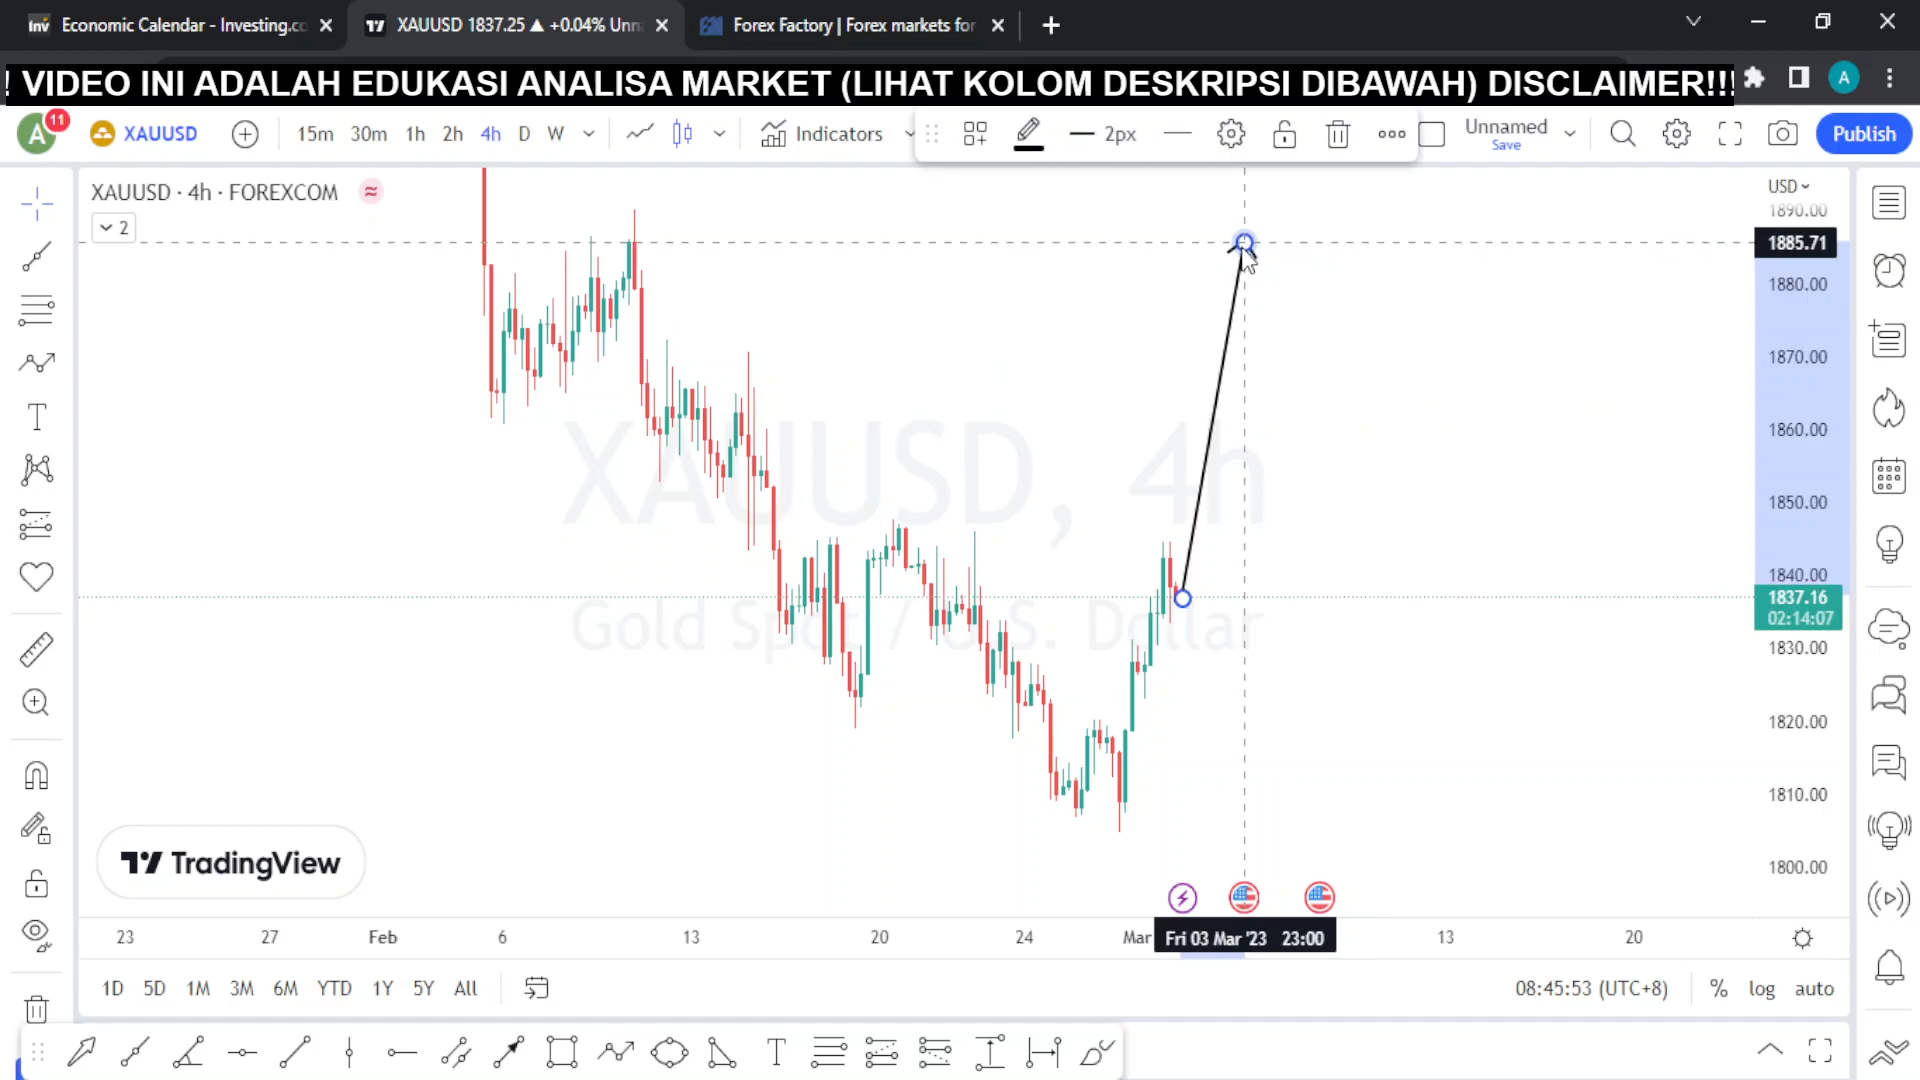 Economic Calendar - Investing.co
XAUUSD 1837.25 ▲ +0.04% Unn
Forex Factory | Forex markets for
! VIDEO INI ADALAH EDUKASI ANALISA MARKET (LIHAT KOLOM DESKRIPSI DIBAWAH) DISCLAIMER!!!
A
A
11
XAUUSD
15m
30m
1h
2h
4h
D
W
Indicators
2px
Unnamed
Save
Publish
XAUUSD · 4h · FOREXCOM
2
XAUUSD, 4h
Gold Spot / U.S. Dollar
USD
1890.00
1885.71
1880.00
1870.00
1860.00
1850.00
1840.00
1837.16
02:14:07
1830.00
1820.00
1810.00
1800.00
TradingView
23
27
Feb
6
13
20
24
Mar
Fri 03 Mar '23 23:00
13
20
1D
5D
1M
3M
6M
YTD
1Y
5Y
All
08:45:53 (UTC+8)
%
log
auto